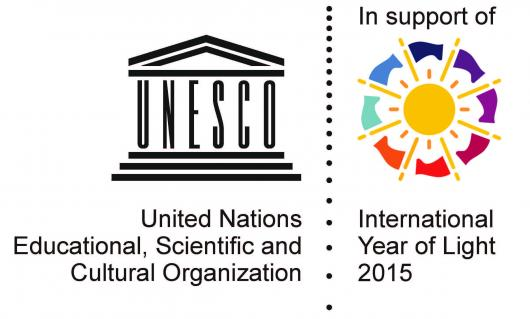 UNESCO
United Nations
Educational, Scientific and
Cultural Organization
In support of
International
Year of Light
2015